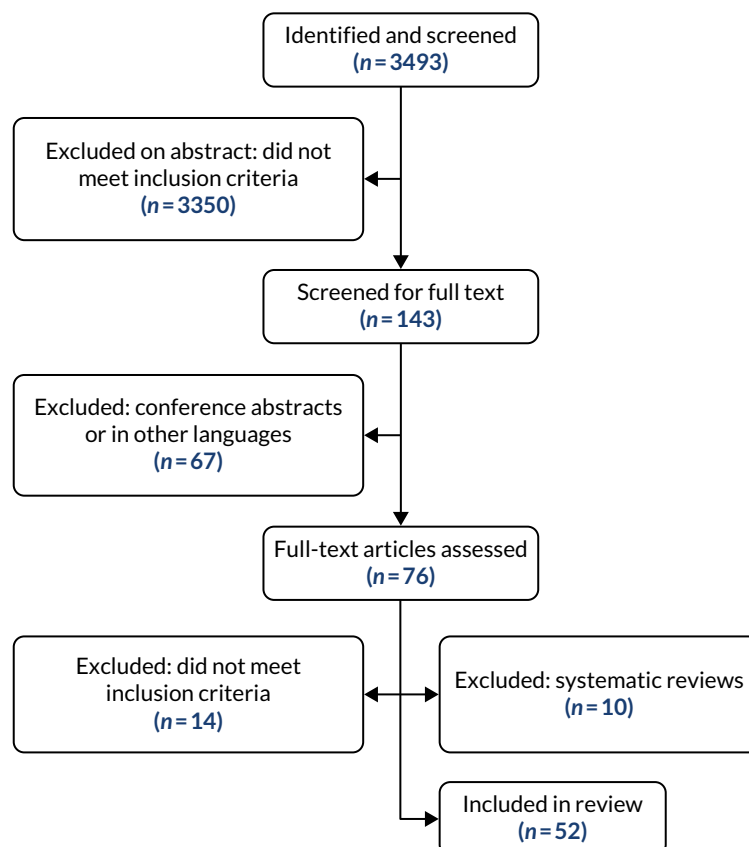 Identified and screened
(n = 3493)
Excluded on abstract: did not
meet inclusion criteria
(n = 3350)
Screened for full text
(n = 143)
Excluded: conference abstracts
or in other languages
(n = 67)
Full-text articles assessed
(n = 76)
Excluded: did not meet
inclusion criteria
(n = 14)
Excluded: systematic reviews
(n = 10)
Included in review
(n = 52)